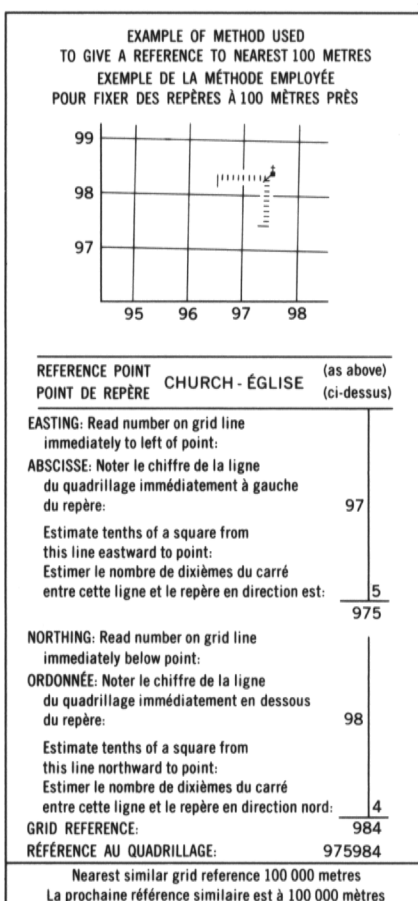 EXAMPLE OF METHOD USED
TO GIVE A REFERENCE TO NEAREST 100 METRES
EXEMPLE DE LA MÉTHODE EMPLOYÉE
POUR FIXER DES REPÈRES À 100 MÈTRES PRÈS
99
98
97
95 96 97 98
REFERENCE POINT
POINT DE REPÈRE
CHURCH - ÉGLISE
(as above)
(ci-dessus)
EASTING: Read number on grid line
immediately to left of point:
ABSCISSE: Noter le chiffre de la ligne
du quadrillage immédiatement à gauche
du repère: 97
Estimate tenths of a square from
this line eastward to point:
Estimer le nombre de dixièmes du carré
entre cette ligne et le repère en direction est: 5
975
NORTHING: Read number on grid line
immediately below point:
ORDONNÉE: Noter le chiffre de la ligne
du quadrillage immédiatement en dessous
du repère: 98
Estimate tenths of a square from
this line northward to point:
Estimer le nombre de dixièmes du carré
entre cette ligne et le repère en direction nord: 4
GRID REFERENCE: 984
RÉFÉRENCE AU QUADRILLAGE: 975984
Nearest similar grid reference 100 000 metres
La prochaine référence similaire est à 100 000 mètres